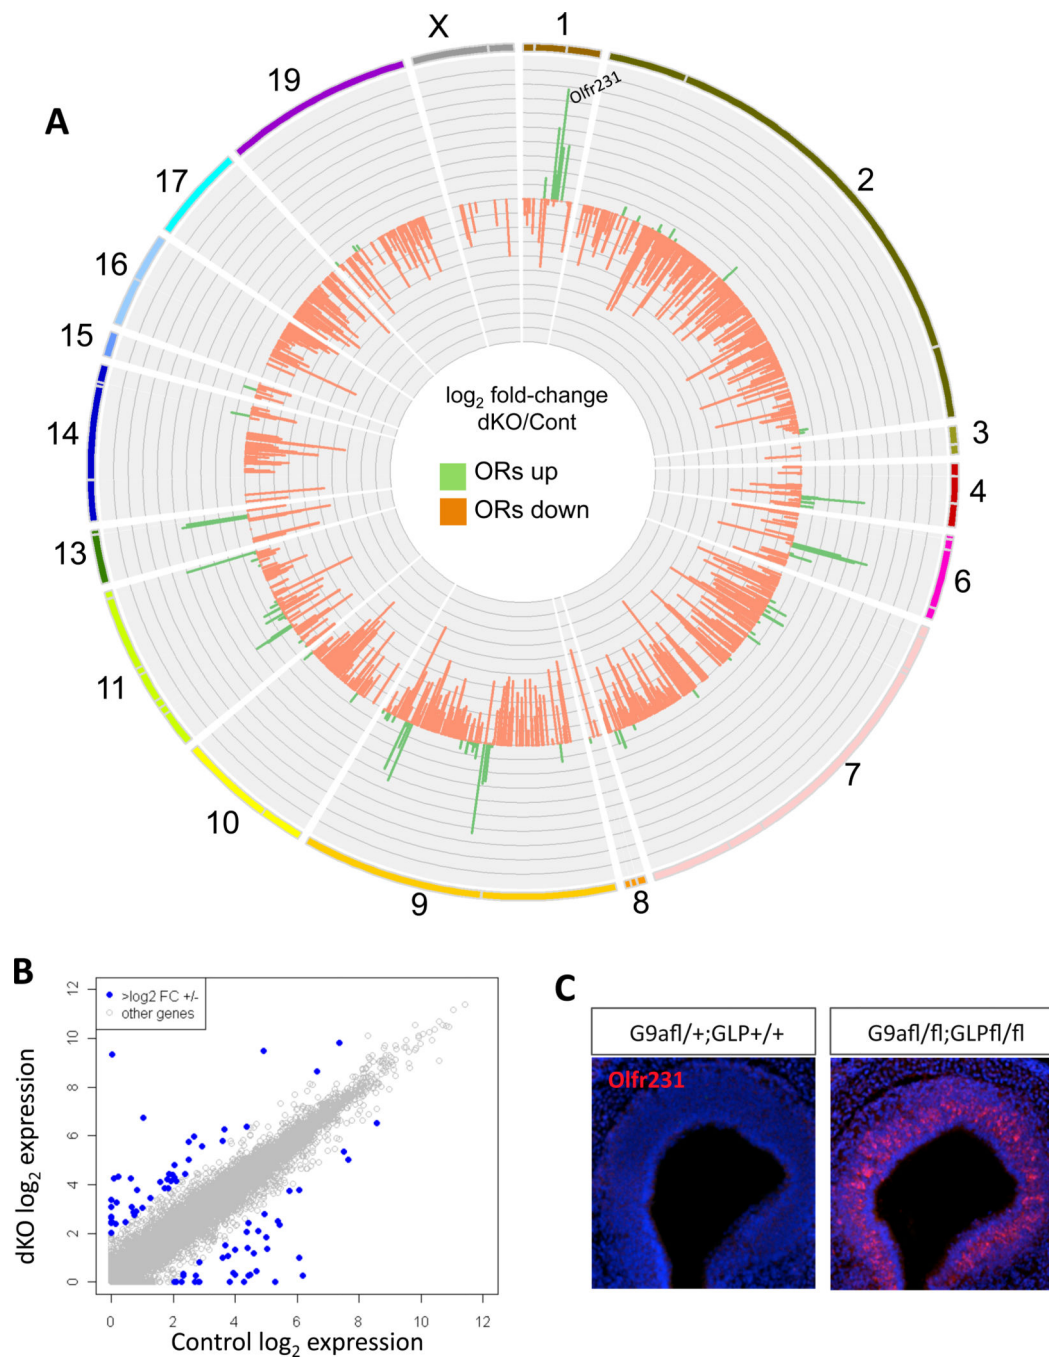 A
X
1
19
Olfr231
2
17
16
15
3
log2 fold-change
dKO/Cont
14
4
ORs up
ORs down
13
6
11
7
10
9
8
B
C
>log2 FC +/-
other genes
12
10
8
6
4
2
0
dKO log2 expression
0
2
4
6
8
10
12
Control log2 expression
G9afl/+;GLP+/+
G9afl/fl;GLPfl/fl
Olfr231